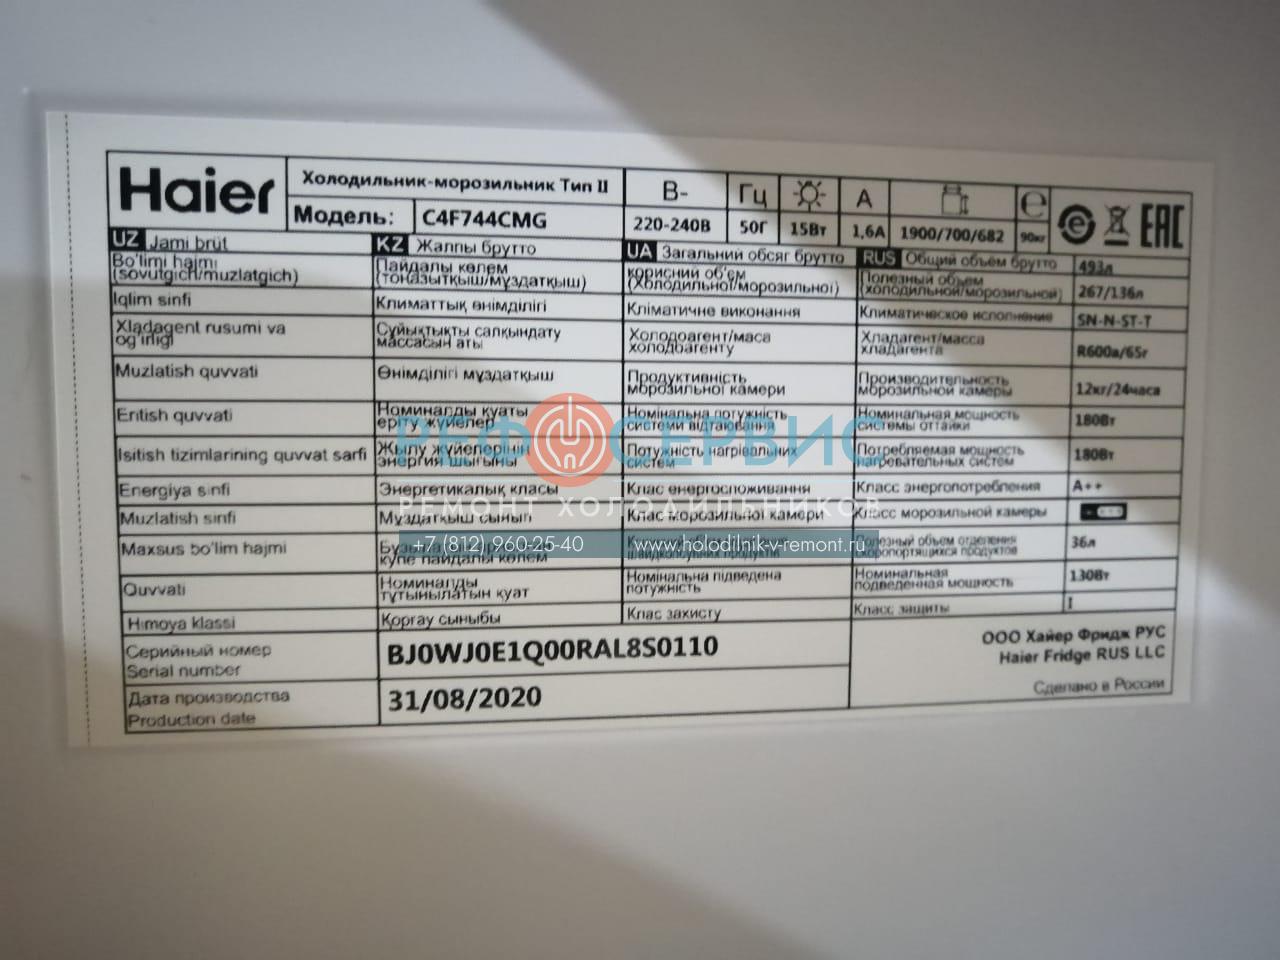 Haier
Холодильник-морозильник Тип II
Модель: C4F744CMG
В- Гц А
220-240В 50Г 15Вт 1,6А 1900/700/682 90кг
EAC
UZ Jami brüt KZ Жалпы брутто UA Загальний обсяг брутто RUS Общий объём брутто 493л
Bo'limi hajmi Пайдалы көлем корисний об'єм Полезный объем
(sovutgich/muzlatgich) (тоңазытқыш/мұздатқыш) (Холодильної/морозильної) (холодильной/морозильной) 267/136л
Iqlim sinfi Климаттық өнімділігі Кліматичне виконання Климатическое исполнение SN-N-ST-T
Xladagent rusumi va Сұйықтықты салқындату Холодоагент/маса Хладагент/масса
og'irligi массасын аты холодоагенту хладагента R600a/65г
Muzlatish quvvati Өнімділігі мұздатқыш Продуктивність Производительность
морозильної камери морозильной камеры 12кг/24часа
Eritish quvvati Номиналды қуаты Номінальна потужність Номинальная мощность
еріту жүйелер системи відтаювання системы оттайки 180Вт
Isitish tizimlarining quvvat sarfi Жылу жүйелерінің Потужність нагрівальних Потребляемая мощность
энергия шығыны систем нагревательных систем 180Вт
Energiya sinfi Энергетикалық класы Клас енергоспоживання Класс энергопотребления A++
Muzlatish sinfi Мұздатқыш сыныбы Клас морозильної камери Класс морозильной камеры
Maxsus bo'lim hajmi Полезный объем отделения
купе пайдалы көлем швидкопсувних продуктів скоропортящихся продуктов 36л
Quvvati Номиналды Номінальна підведена Номинальная
тұтынылатын қуат потужність подведенная мощность 130Вт
Himoya klassi Қорғау сыныбы Клас захисту Класс защиты I
Серийный номер
Serial number
BJ0WJ0E1Q00RAL8S0110
Дата производства
Production date
31/08/2020
ООО Хайер Фридж РУС
Haier Fridge RUS LLC
Сделано в России
РЕФОСЕРВИС
РЕМОНТ ХОЛОДИЛЬНИКОВ
+7 (812) 960-25-40 www.holodilnik-v-remont.ru